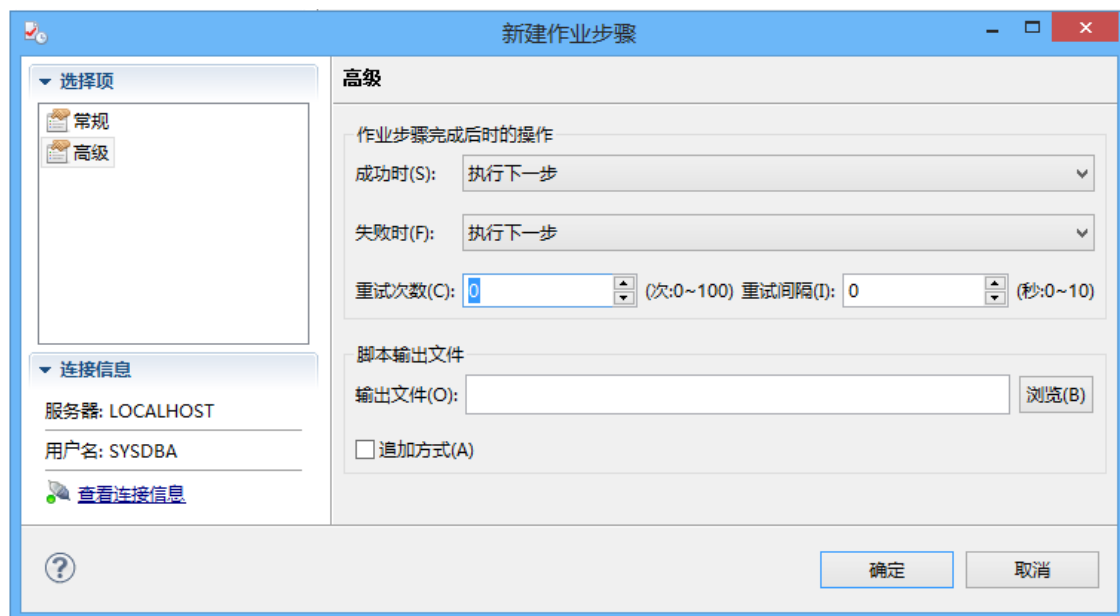 新建作业步骤
选择项
常规
高级
连接信息
服务器: LOCALHOST
用户名: SYSDBA
查看连接信息
高级
作业步骤完成后时的操作
成功时(S): 执行下一步
失败时(F): 执行下一步
重试次数(C): 0 (次:0~100) 重试间隔(I): 0 (秒:0~10)
脚本输出文件
输出文件(O): 浏览(B)
追加方式(A)
确定 取消